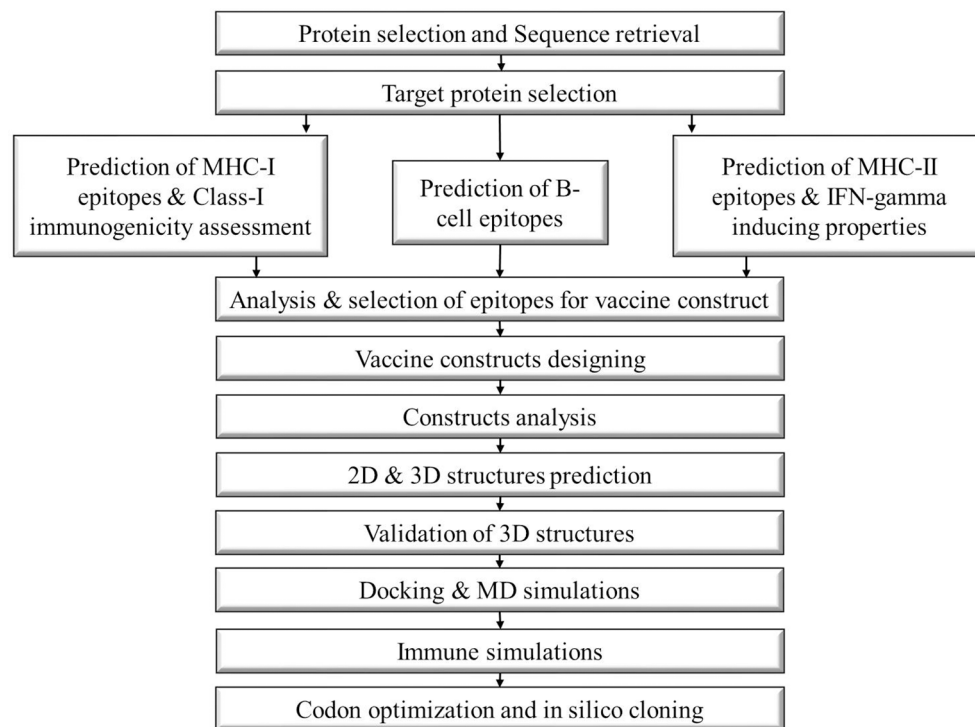 Protein selection and Sequence retrieval
Target protein selection
Prediction of MHC-I
epitopes & Class-I
immunogenicity assessment
Prediction of B-
cell epitopes
Prediction of MHC-II
epitopes & IFN-gamma
inducing properties
Analysis & selection of epitopes for vaccine construct
Vaccine constructs designing
Constructs analysis
2D & 3D structures prediction
Validation of 3D structures
Docking & MD simulations
Immune simulations
Codon optimization and in silico cloning